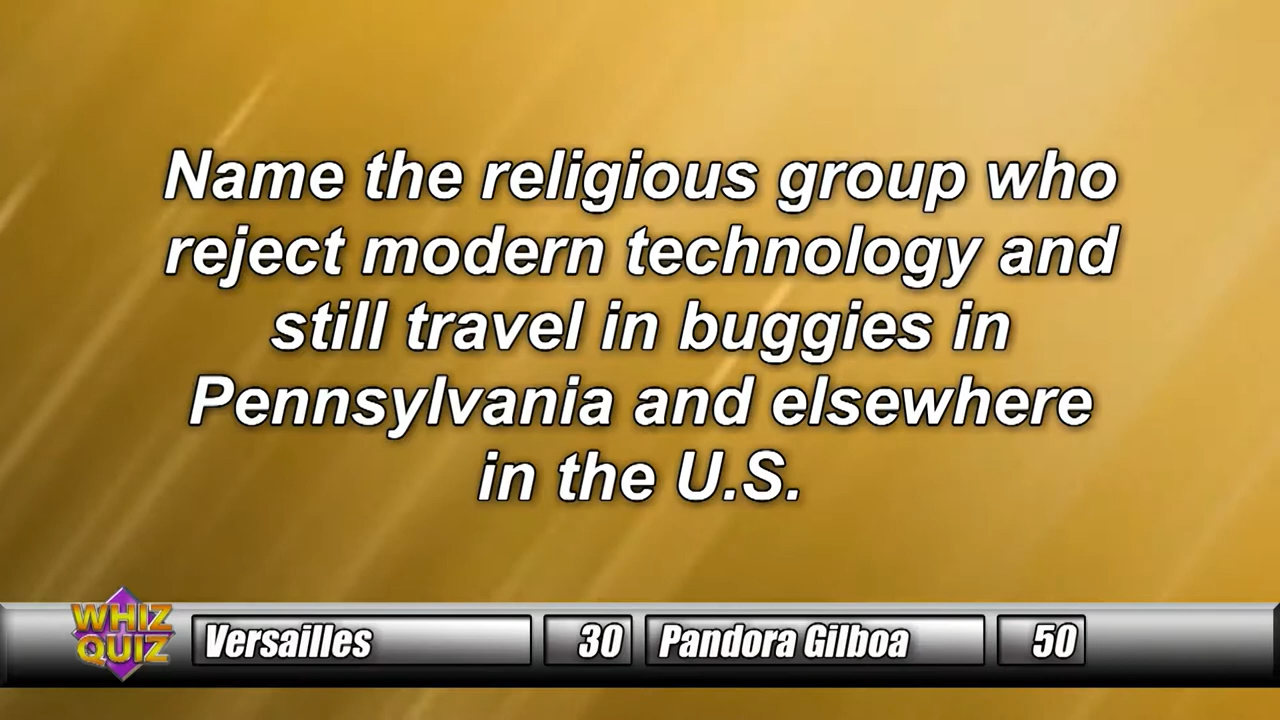 Name the religious group who
reject modern technology and
still travel in buggies in
Pennsylvania and elsewhere
in the U.S.
WHIZ
QUIZ
Versailles 30 Pandora Gilboa 50